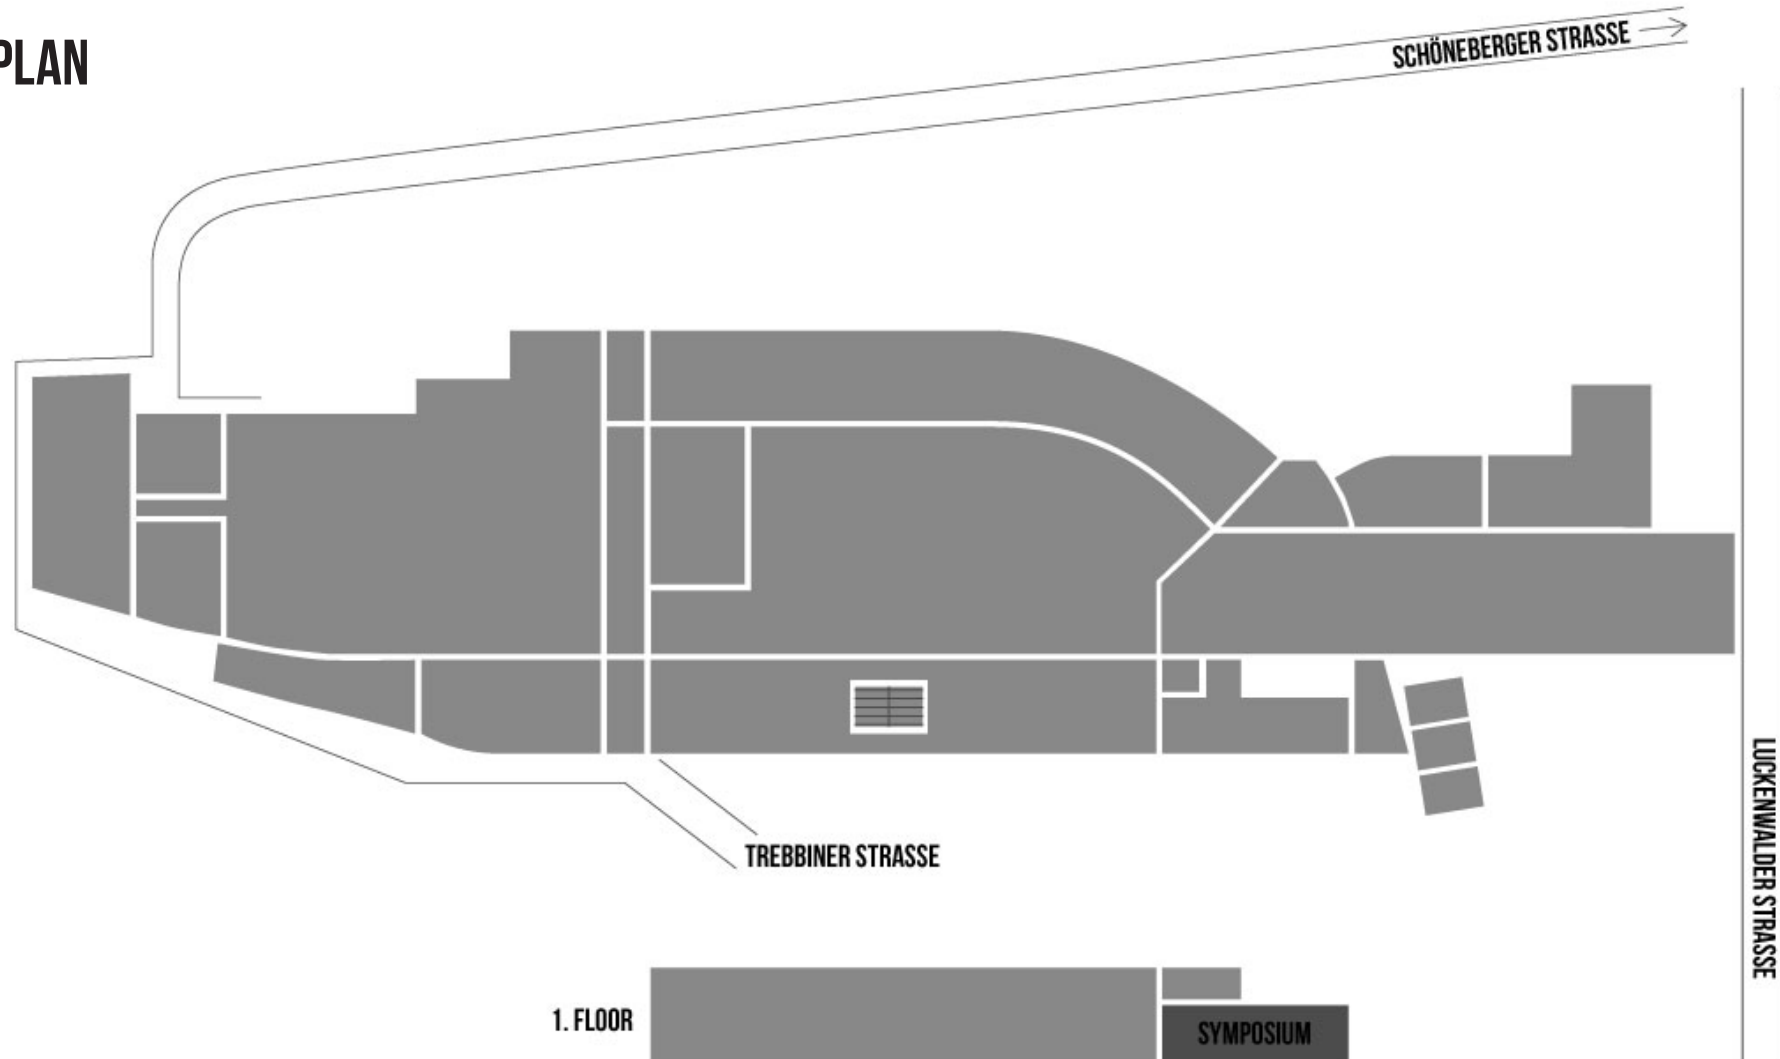 PLAN
SCHÖNEBERGER STRASSE
TREBBINER STRASSE
LUCKENWALDER STRASSE
1. FLOOR
SYMPOSIUM